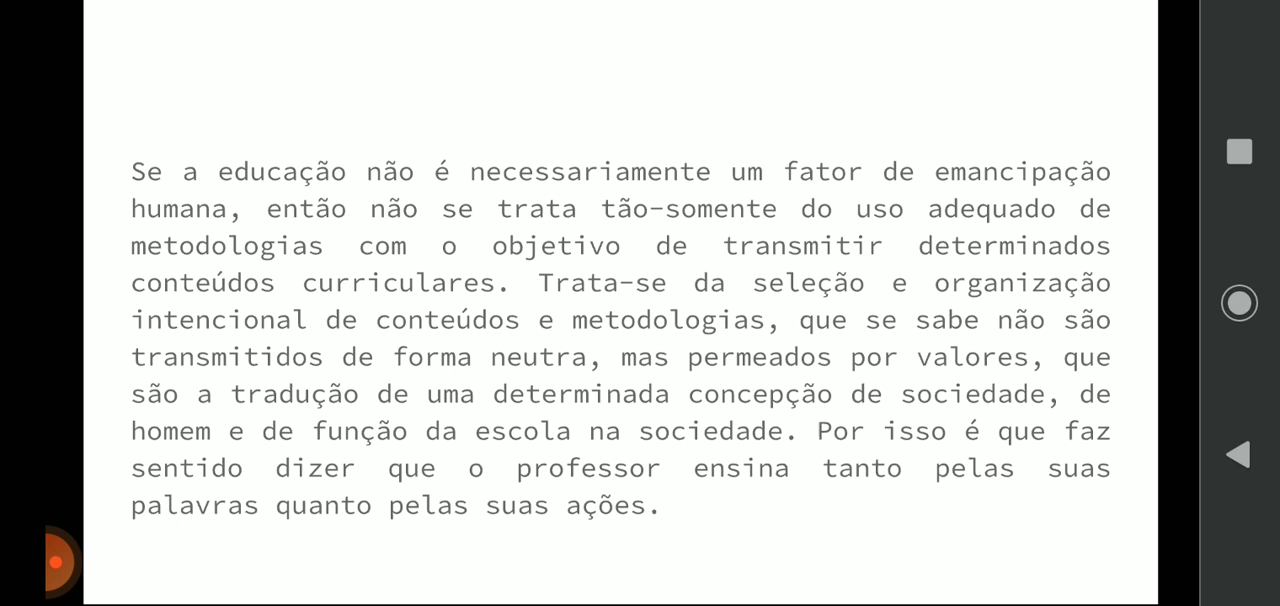 Se a educação não é necessariamente um fator de emancipação
humana, então não se trata tão-somente do uso adequado de
metodologias com o objetivo de transmitir determinados
conteúdos curriculares. Trata-se da seleção e organização
intencional de conteúdos e metodologias, que se sabe não são
transmitidos de forma neutra, mas permeados por valores, que
são a tradução de uma determinada concepção de sociedade, de
homem e de função da escola na sociedade. Por isso é que faz
sentido dizer que o professor ensina tanto pelas suas
palavras quanto pelas suas ações.